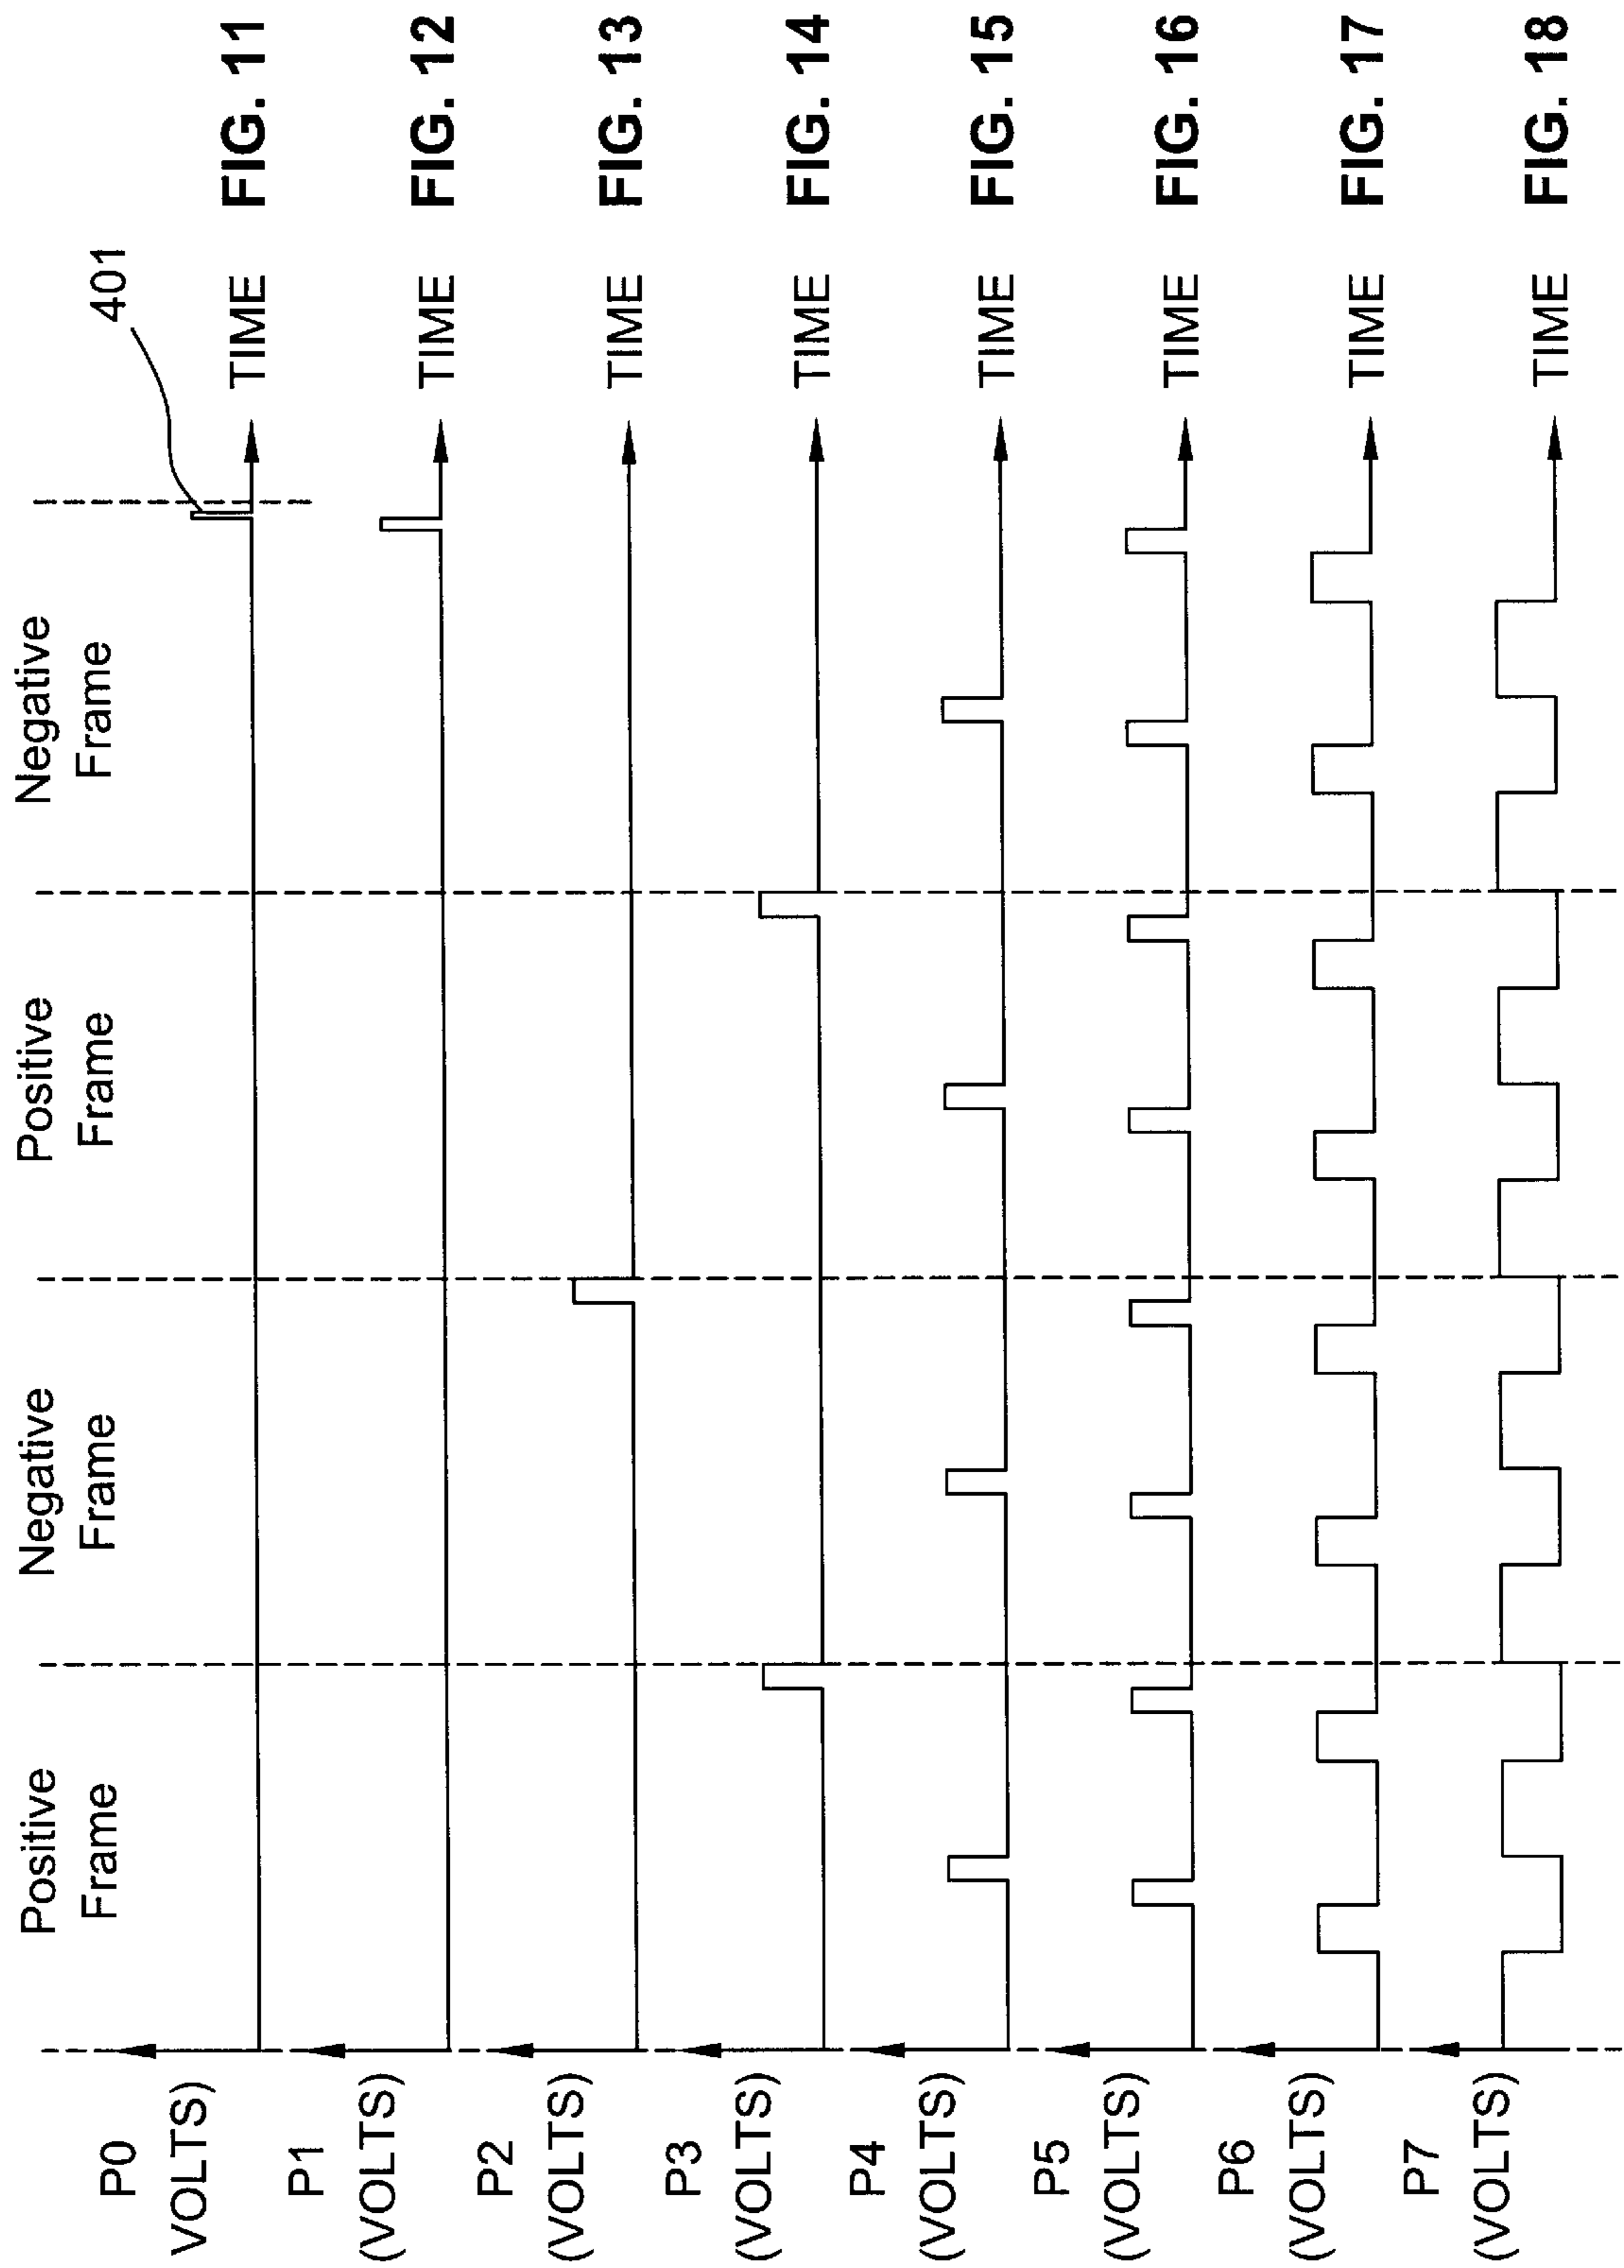 Positive
Frame
Negative
Frame
Positive
Frame
Negative
Frame
401
P0
VOLTS)
TIME
FIG. 11
P1
(VOLTS)
TIME
FIG. 12
P2
(VOLTS)
TIME
FIG. 13
P3
(VOLTS)
TIME
FIG. 14
P4
(VOLTS)
TIME
FIG. 15
P5
(VOLTS)
TIME
FIG. 16
P6
(VOLTS)
TIME
FIG. 17
P7
(VOLTS)
TIME
FIG. 18